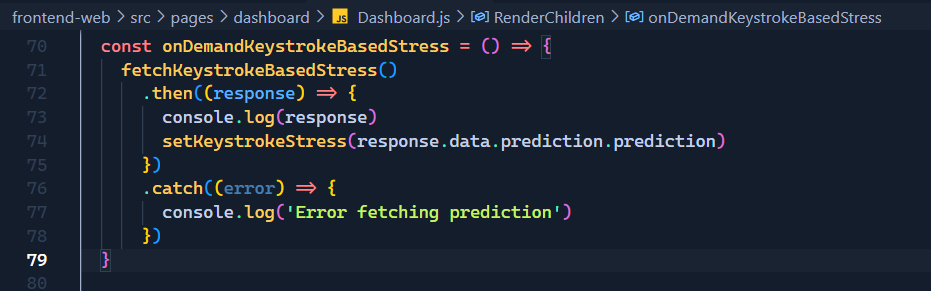 frontend-web > src > pages > dashboard > JS Dashboard.js > RenderChildren > onDemandKeystrokeBasedStress
70 const onDemandKeystrokeBasedStress = () => {
71 fetchKeystrokeBasedStress()
72 .then((response) => {
73 console.log(response)
74 setKeystrokeStress(response.data.prediction.prediction)
75 })
76 .catch((error) => {
77 console.log('Error fetching prediction')
78 })
79 }
80